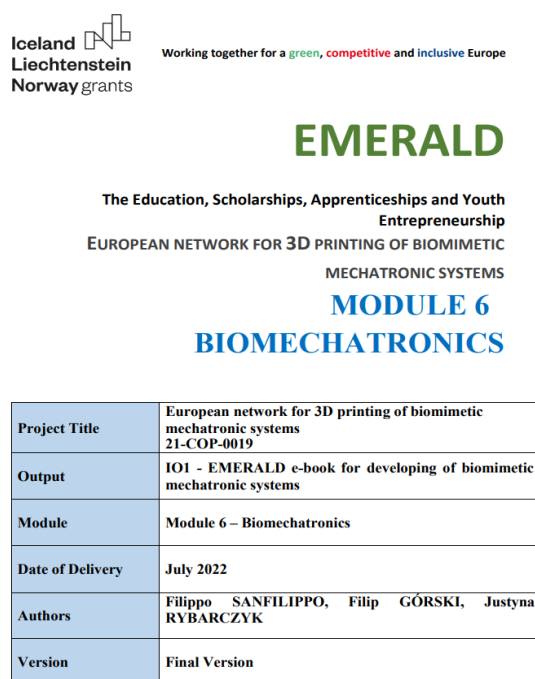 Iceland
Liechtenstein
Norway grants
Working together for a green, competitive and inclusive Europe
EMERALD
The Education, Scholarships, Apprenticeships and Youth
Entrepreneurship
EUROPEAN NETWORK FOR 3D PRINTING OF BIOMIMETIC
MECHATRONIC SYSTEMS
MODULE 6
BIOMECHATRONICS
Project Title
European network for 3D printing of biomimetic
mechatronic systems
21-COP-0019
Output
IO1 - EMERALD e-book for developing of biomimetic
mechatronic systems
Module
Module 6 – Biomechatronics
Date of Delivery
July 2022
Authors
Filippo SANFILIPPO, Filip GÓRSKI, Justyna
RYBARCZYK
Version
Final Version